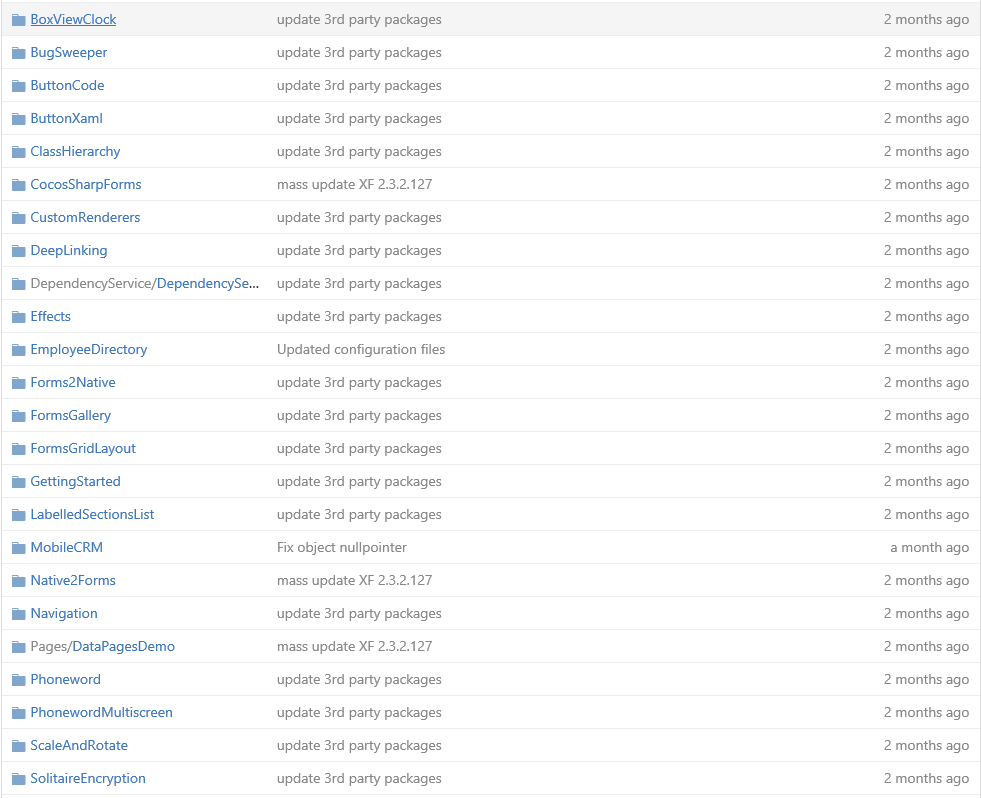 BoxViewClock update 3rd party packages 2 months ago
BugSweeper update 3rd party packages 2 months ago
ButtonCode update 3rd party packages 2 months ago
ButtonXaml update 3rd party packages 2 months ago
ClassHierarchy update 3rd party packages 2 months ago
CocosSharpForms mass update XF 2.3.2.127 2 months ago
CustomRenderers update 3rd party packages 2 months ago
DeepLinking update 3rd party packages 2 months ago
DependencyService/DependencySe... update 3rd party packages 2 months ago
Effects update 3rd party packages 2 months ago
EmployeeDirectory Updated configuration files 2 months ago
Forms2Native update 3rd party packages 2 months ago
FormsGallery update 3rd party packages 2 months ago
FormsGridLayout update 3rd party packages 2 months ago
GettingStarted update 3rd party packages 2 months ago
LabelledSectionsList update 3rd party packages 2 months ago
MobileCRM Fix object nullpointer a month ago
Native2Forms mass update XF 2.3.2.127 2 months ago
Navigation update 3rd party packages 2 months ago
Pages/DataPagesDemo mass update XF 2.3.2.127 2 months ago
Phoneword update 3rd party packages 2 months ago
PhonewordMultiscreen update 3rd party packages 2 months ago
ScaleAndRotate update 3rd party packages 2 months ago
SolitaireEncryption update 3rd party packages 2 months ago